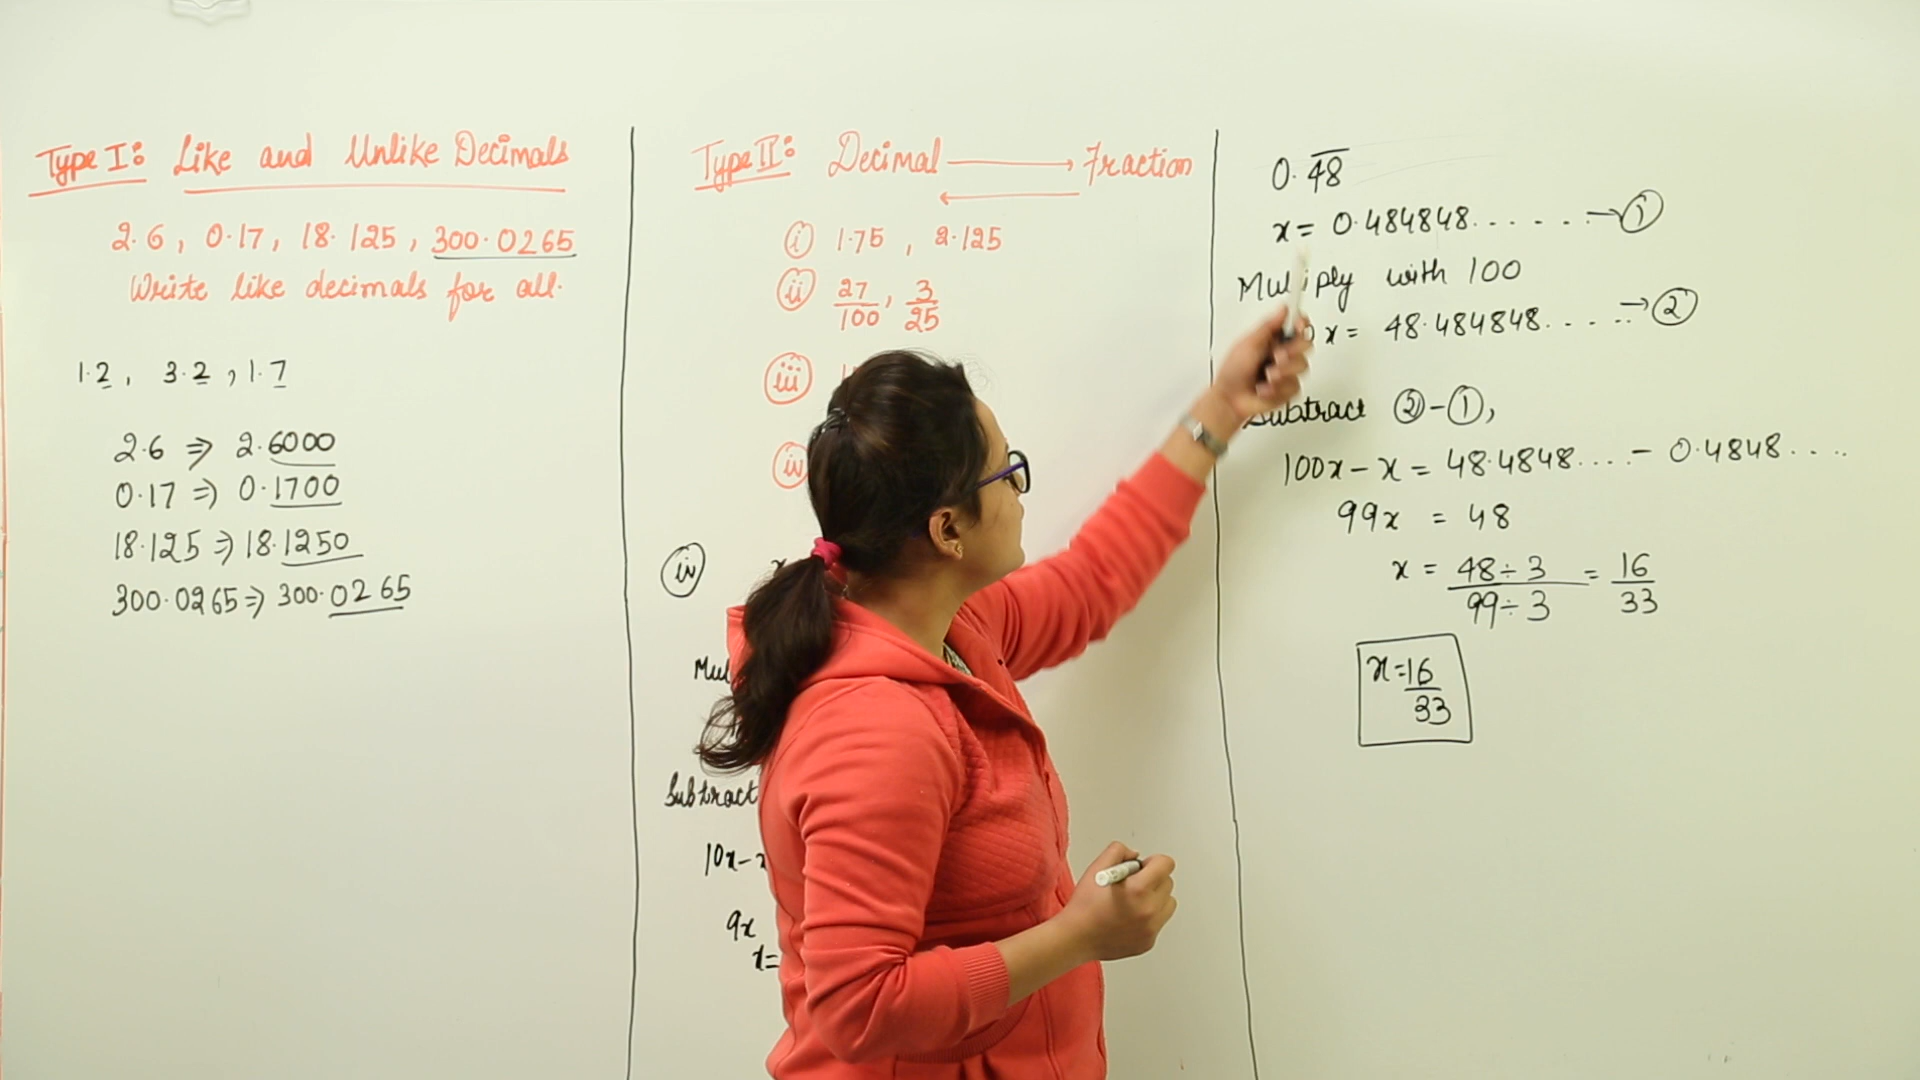 Type I: Like and Unlike Decimals
2.6, 0.17, 18.125, 300.0265
Write like decimals for all.
1.2, 3.2, 1.7
2.6 ⇒ 2.6000
0.17 ⇒ 0.1700
18.125 ⇒ 18.1250
300.0265 ⇒ 300.0265
Type II: Decimal → Fraction
←
(i) 1.75, 2.125
(ii) 27/100, 3/25
(iii)
(iv)
(iv)
Subtract
10x-
9x
x=
0.4̅8̅
x = 0.484848...... → ①
Multiply with 100
x = 48.484848..... → ②
Subtract ②-①,
100x - x = 48.4848.... - 0.4848....
99x = 48
x = 48÷3/99÷3 = 16/33
x=16/33